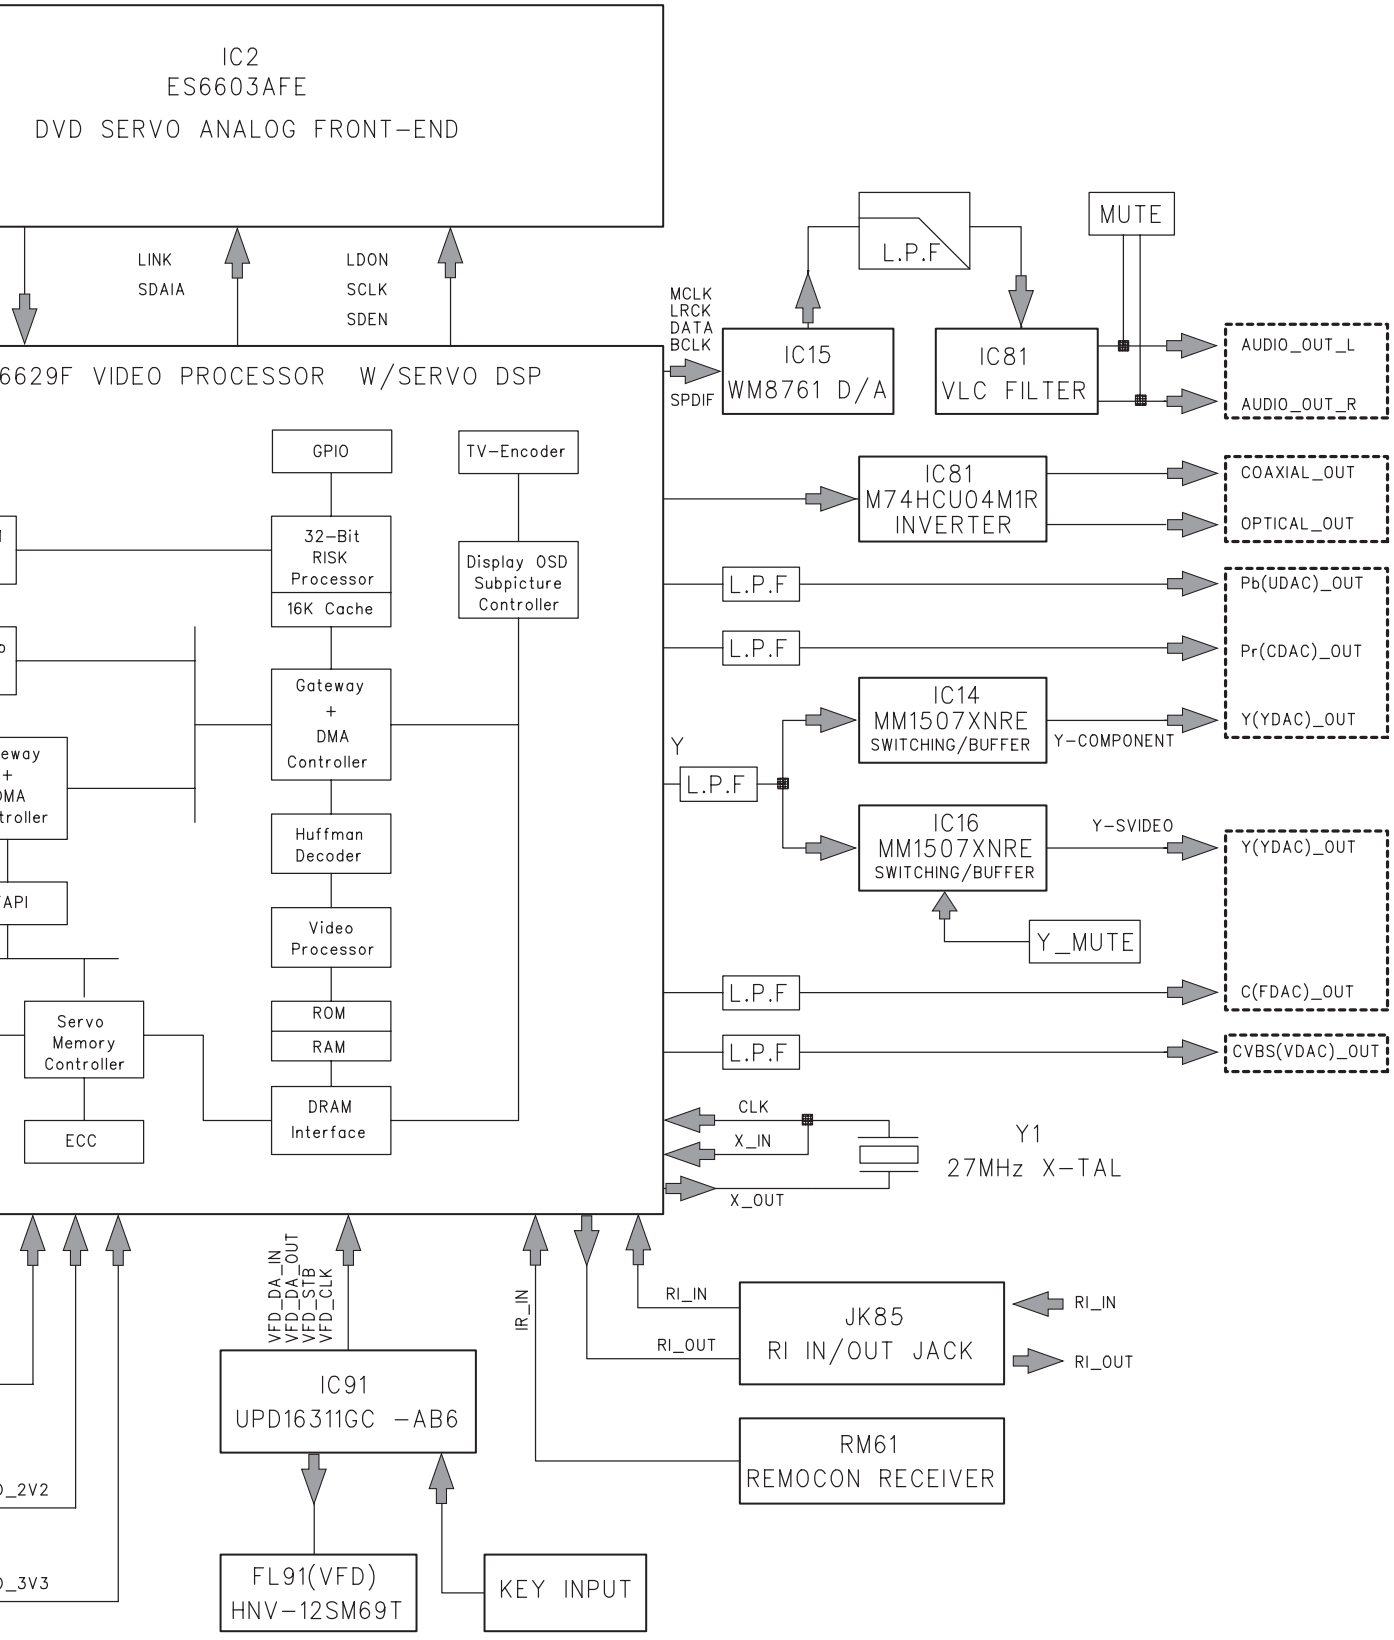 IC2
ES6603AFE
DVD SERVO ANALOG FRONT-END
LINK
SDAIA
LDON
SCLK
SDEN
MCLK
LRCK
DATA
BCLK
SPDIF
IC15
WM8761 D/A
L.P.F
IC81
VLC FILTER
MUTE
AUDIO_OUT_L
AUDIO_OUT_R
6629F VIDEO PROCESSOR W/SERVO DSP
GPIO
TV-Encoder
32-Bit
RISK
Processor
16K Cache
Display OSD
Subpicture
Controller
Gateway
+
DMA
Controller
Huffman
Decoder
Video
Processor
ROM
RAM
DRAM
Interface
eway
+
DMA
troller
TAPI
Servo
Memory
Controller
ECC
IC81
M74HCU04M1R
INVERTER
COAXIAL_OUT
OPTICAL_OUT
L.P.F
Pb(UDAC)_OUT
L.P.F
Pr(CDAC)_OUT
Y
L.P.F
IC14
MM1507XNRE
SWITCHING/BUFFER
Y-COMPONENT
Y(YDAC)_OUT
IC16
MM1507XNRE
SWITCHING/BUFFER
Y-SVIDEO
Y(YDAC)_OUT
Y_MUTE
L.P.F
C(FDAC)_OUT
L.P.F
CVBS(VDAC)_OUT
CLK
X_IN
X_OUT
Y1
27MHz X-TAL
VFD_DA_IN
VFD_DA_OUT
VFD_STB
VFD_CLK
IR_IN
RI_IN
RI_OUT
JK85
RI IN/OUT JACK
RI_IN
RI_OUT
IC91
UPD16311GC -AB6
RM61
REMOCON RECEIVER
_2V2
_3V3
FL91(VFD)
HNV-12SM69T
KEY INPUT